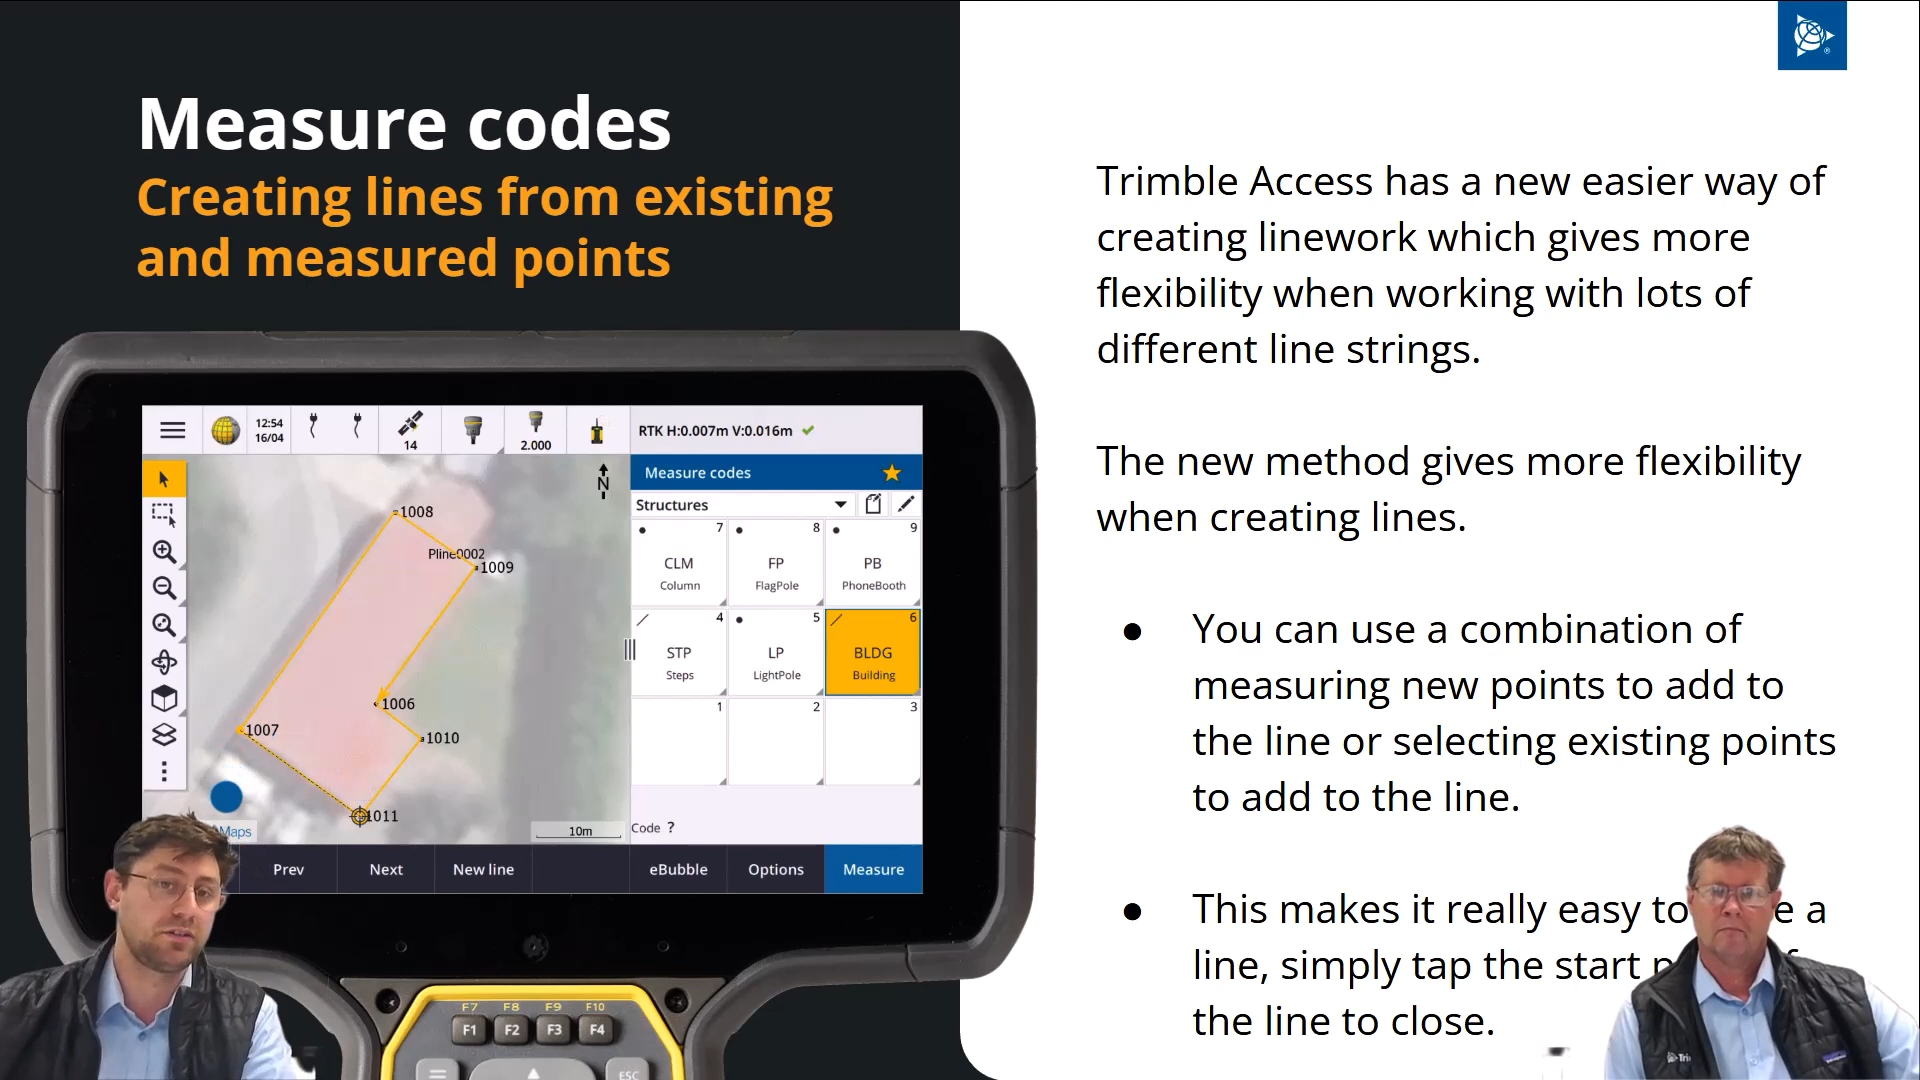 Measure codes
Creating lines from existing
and measured points
12:54
16/04
14
2.000
RTK H:0.007m V:0.016m
Measure codes
Structures
7
CLM
Column
8
FP
FlagPole
9
PB
PhoneBooth
4
STP
Steps
5
LP
LightPole
6
BLDG
Building
1
2
3
Code ?
N
1008
Pline0002
1009
1006
1010
1007
1011
Maps
10m
Prev
Next
New line
eBubble
Options
Measure
F7 F8 F9 F10
F1 F2 F3 F4
ESC
Trimble Access has a new easier way of
creating linework which gives more
flexibility when working with lots of
different line strings.
The new method gives more flexibility
when creating lines.
● You can use a combination of
measuring new points to add to
the line or selecting existing points
to add to the line.
● This makes it really easy to e a
line, simply tap the start
the line to close.